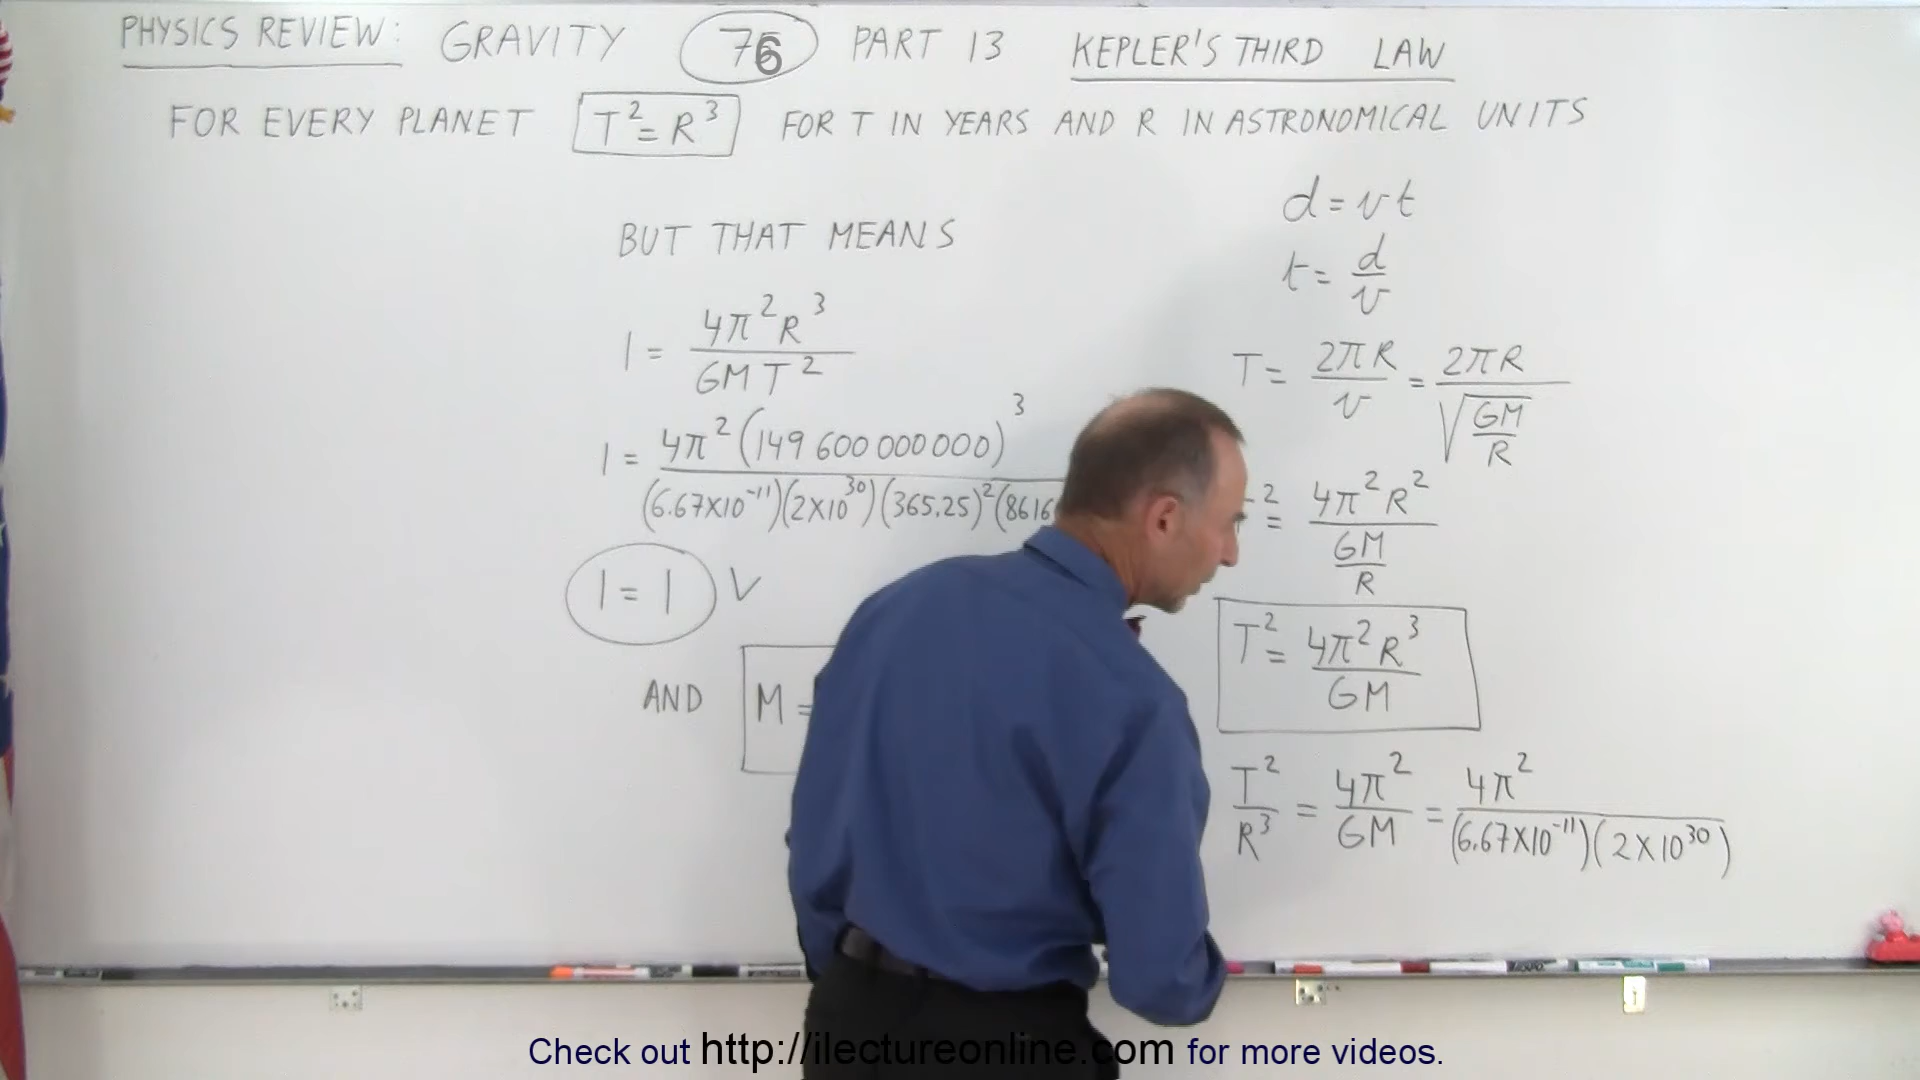 PHYSICS REVIEW: GRAVITY 76 PART 13 KEPLER'S THIRD LAW
FOR EVERY PLANET T² = R³ FOR T IN YEARS AND R IN ASTRONOMICAL UNITS
BUT THAT MEANS
1 = 4π²R³ / GMT²
1 = 4π²(149 600 000 000)³ / (6.67×10⁻¹¹)(2×10³⁰)(365.25)²(8616
1 = 1 V
AND M =
d = vt
t = d/v
T = 2πR / v = 2πR / √(GM/R)
² = 4π²R² / (GM/R)
T² = 4π²R³ / GM
T²/R³ = 4π²/GM = 4π² / (6.67×10⁻¹¹)(2×10³⁰)
Check out http://ilectureonline.com for more videos.